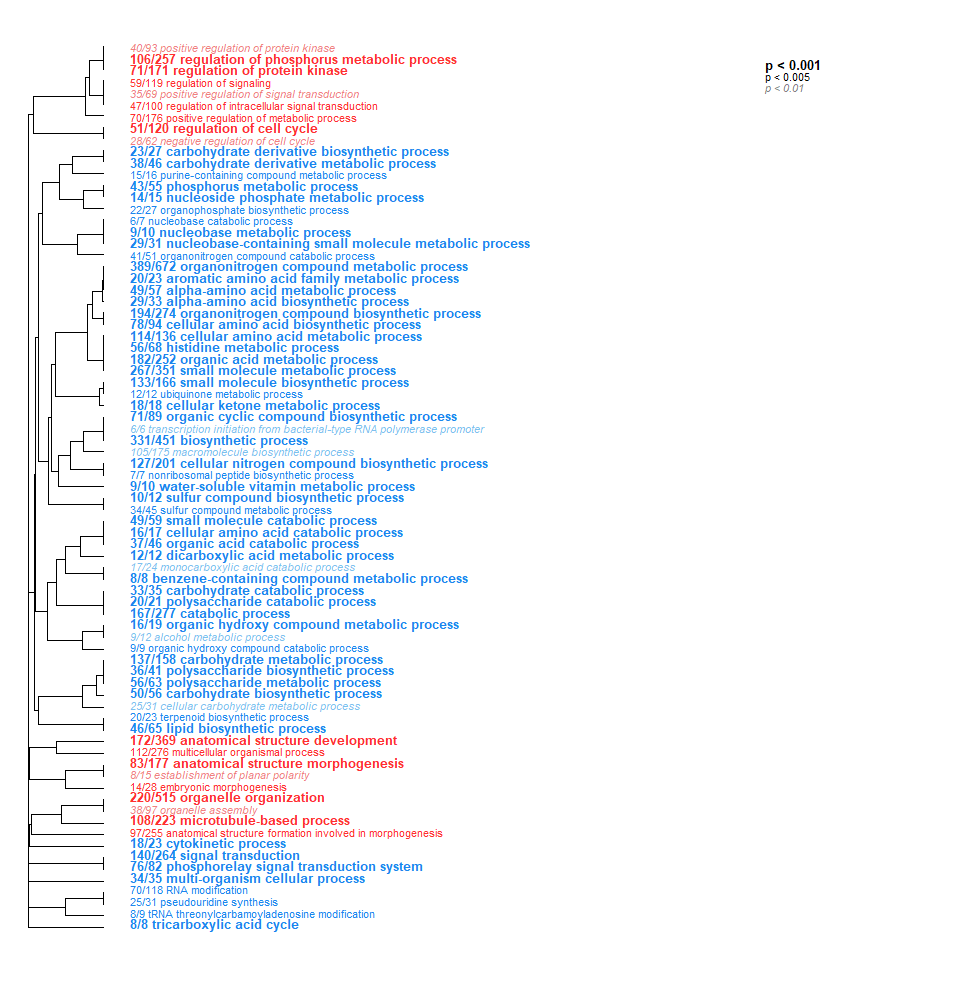 40/93 positive regulation of protein kinase
106/257 regulation of phosphorus metabolic process
71/171 regulation of protein kinase
59/119 regulation of signaling
35/69 positive regulation of signal transduction
47/100 regulation of intracellular signal transduction
70/176 positive regulation of metabolic process
51/120 regulation of cell cycle
28/62 negative regulation of cell cycle
23/27 carbohydrate derivative biosynthetic process
38/46 carbohydrate derivative metabolic process
15/16 purine-containing compound metabolic process
43/55 phosphorus metabolic process
14/15 nucleoside phosphate metabolic process
22/27 organophosphate biosynthetic process
6/7 nucleobase catabolic process
9/10 nucleobase metabolic process
29/31 nucleobase-containing small molecule metabolic process
41/51 organonitrogen compound catabolic process
389/672 organonitrogen compound metabolic process
20/23 aromatic amino acid family metabolic process
49/57 alpha-amino acid metabolic process
29/33 alpha-amino acid biosynthetic process
194/274 organonitrogen compound biosynthetic process
78/94 cellular amino acid biosynthetic process
114/136 cellular amino acid metabolic process
56/68 histidine metabolic process
182/252 organic acid metabolic process
267/351 small molecule metabolic process
133/166 small molecule biosynthetic process
12/12 ubiquinone metabolic process
18/18 cellular ketone metabolic process
71/89 organic cyclic compound biosynthetic process
6/6 transcription initiation from bacterial-type RNA polymerase promoter
331/451 biosynthetic process
105/175 macromolecule biosynthetic process
127/201 cellular nitrogen compound biosynthetic process
7/7 nonribosomal peptide biosynthetic process
9/10 water-soluble vitamin metabolic process
10/12 sulfur compound biosynthetic process
34/45 sulfur compound metabolic process
49/59 small molecule catabolic process
16/17 cellular amino acid catabolic process
37/46 organic acid catabolic process
12/12 dicarboxylic acid metabolic process
17/24 monocarboxylic acid catabolic process
8/8 benzene-containing compound metabolic process
33/35 carbohydrate catabolic process
20/21 polysaccharide catabolic process
167/277 catabolic process
16/19 organic hydroxy compound metabolic process
9/12 alcohol metabolic process
9/9 organic hydroxy compound catabolic process
137/158 carbohydrate metabolic process
36/41 polysaccharide biosynthetic process
56/63 polysaccharide metabolic process
50/56 carbohydrate biosynthetic process
25/31 cellular carbohydrate metabolic process
20/23 terpenoid biosynthetic process
46/65 lipid biosynthetic process
172/369 anatomical structure development
112/276 multicellular organismal process
83/177 anatomical structure morphogenesis
8/15 establishment of planar polarity
14/28 embryonic morphogenesis
220/515 organelle organization
38/97 organelle assembly
108/223 microtubule-based process
97/255 anatomical structure formation involved in morphogenesis
18/23 cytokinetic process
140/264 signal transduction
76/82 phosphorelay signal transduction system
34/35 multi-organism cellular process
70/118 RNA modification
25/31 pseudouridine synthesis
8/9 tRNA threonylcarbamoyladenosine modification
8/8 tricarboxylic acid cycle
p < 0.001
p < 0.005
p < 0.01